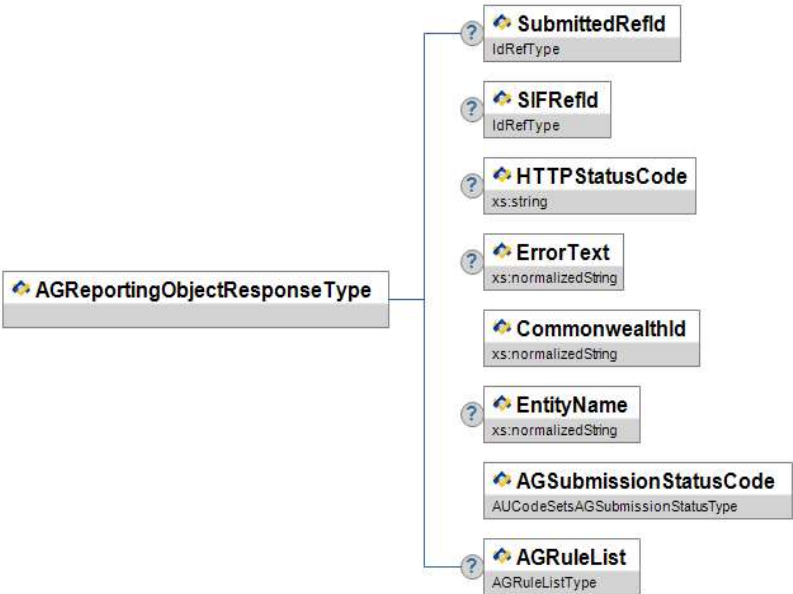 SubmittedRefId
IdRefType
?
SIFRefId
IdRefType
?
HTTPStatusCode
xs:string
?
ErrorText
xs:normalizedString
?
AGReportingObjectResponseType
CommonwealthId
xs:normalizedString
EntityName
xs:normalizedString
?
AGSubmissionStatusCode
AUCodeSetsAGSubmissionStatusType
AGRuleList
AGRuleListType
?